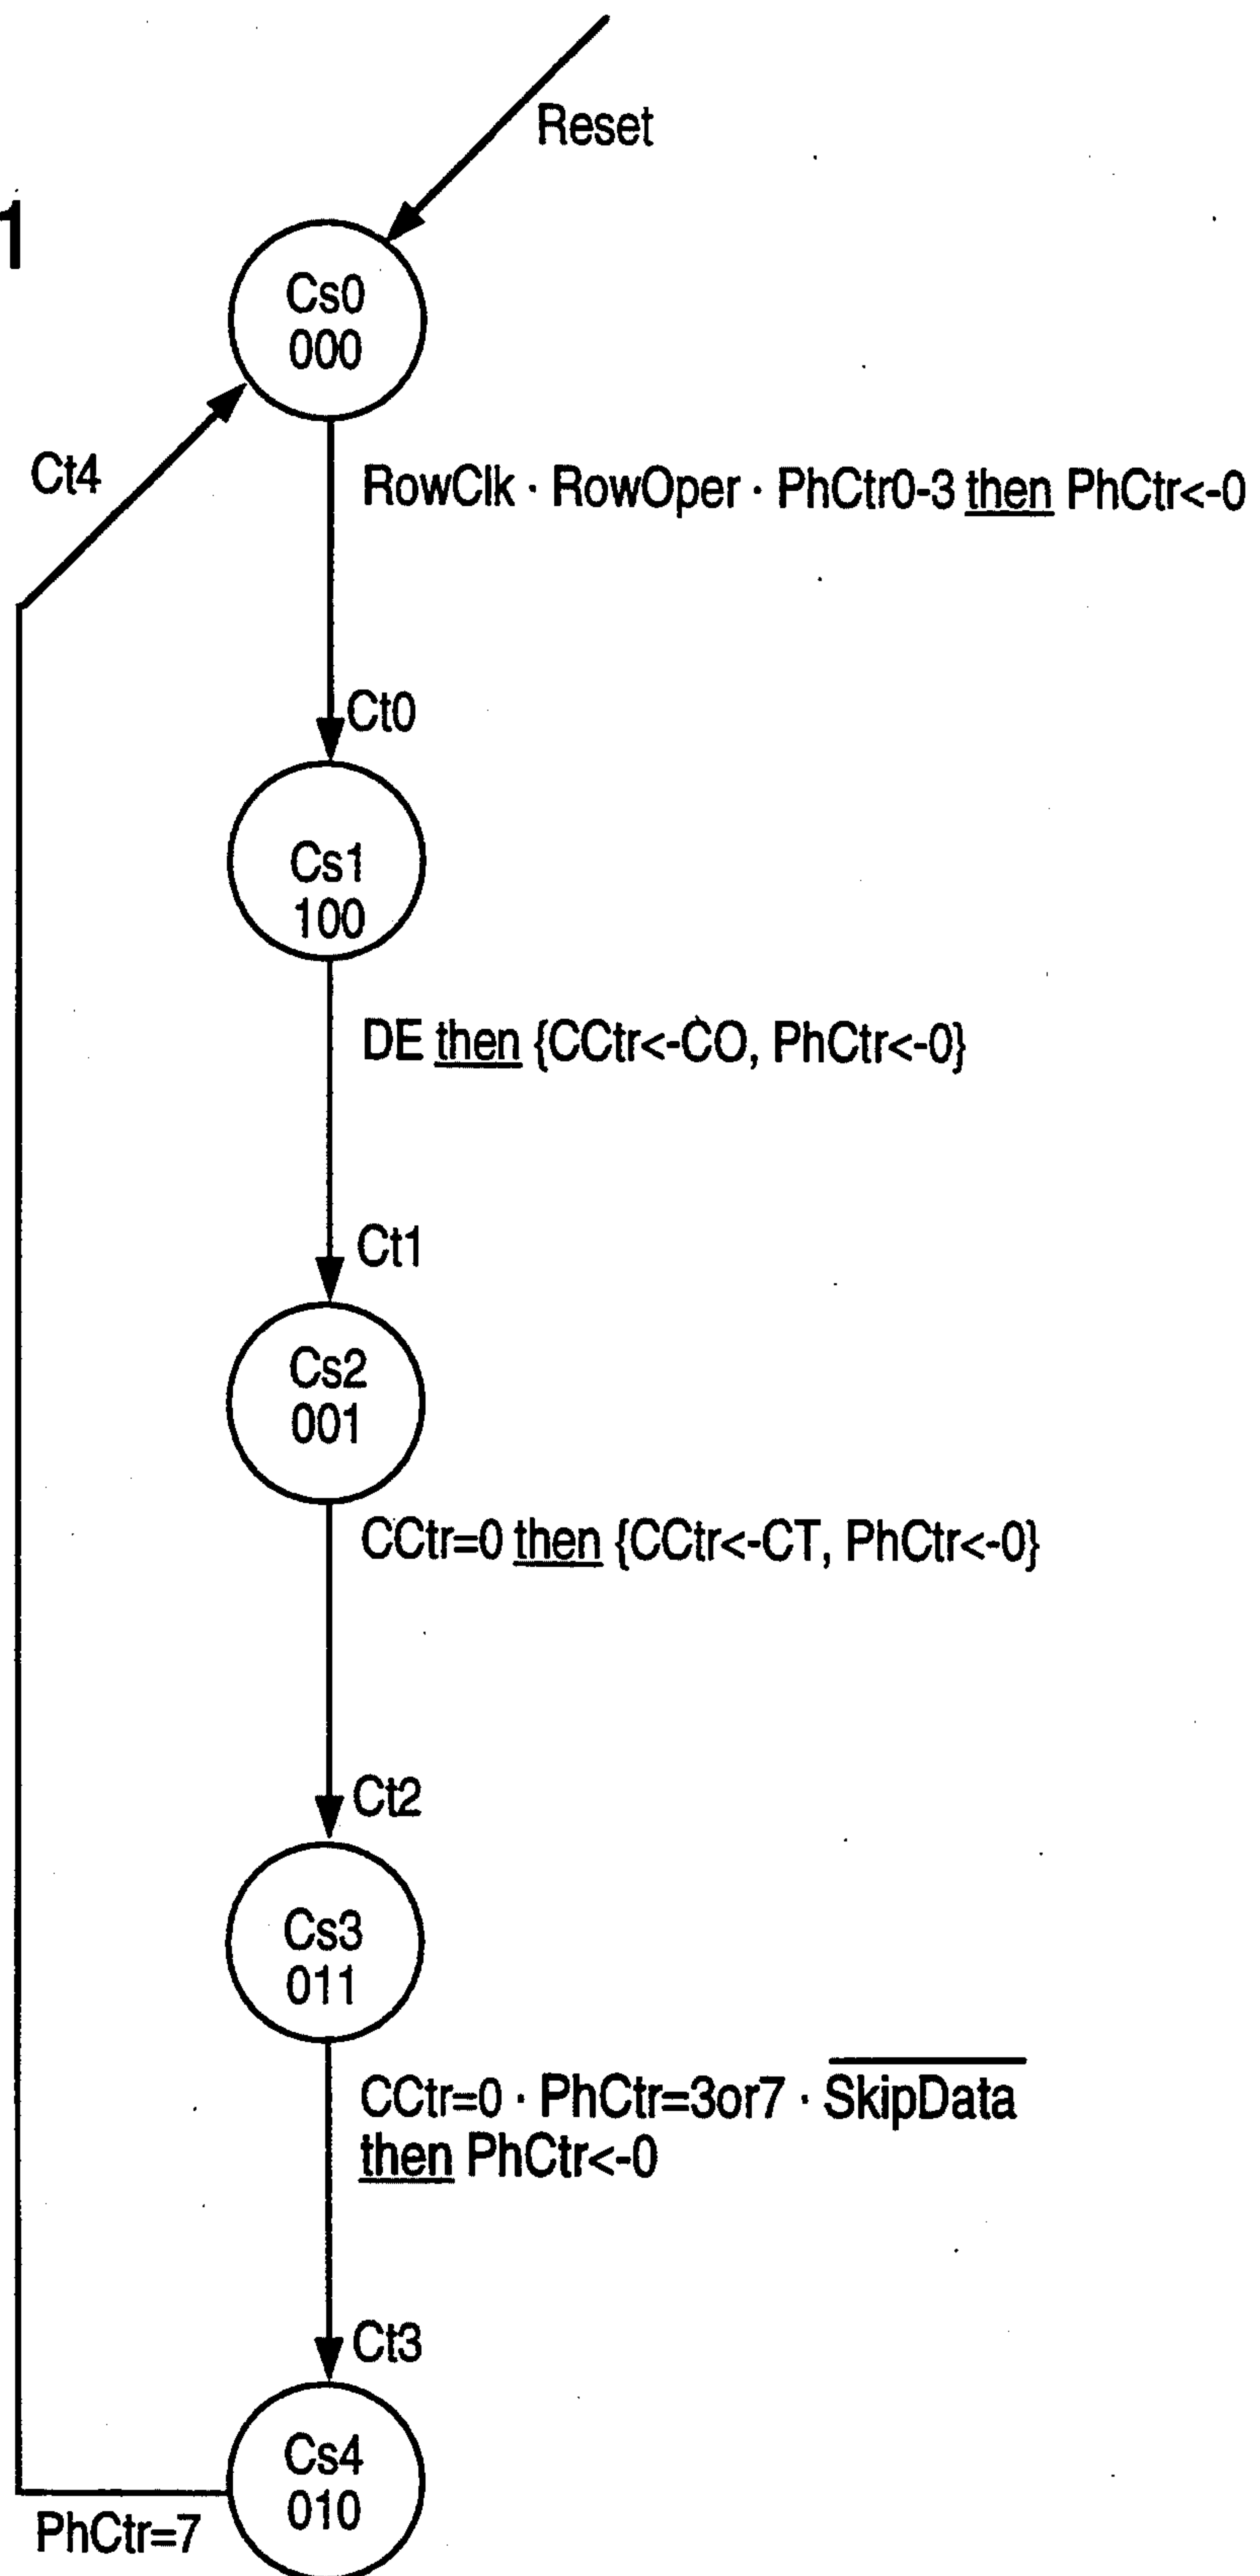 Reset
1
Cs0
000
Ct4
RowClk · RowOper · PhCtr0-3 then PhCtr<-0
Ct0
Cs1
100
DE then {CCtr<-CO, PhCtr<-0}
Ct1
Cs2
001
CCtr=0 then {CCtr<-CT, PhCtr<-0}
Ct2
Cs3
011
CCtr=0 · PhCtr=3or7 · S̅k̅i̅p̅D̅a̅t̅a̅
then PhCtr<-0
Ct3
Cs4
010
PhCtr=7